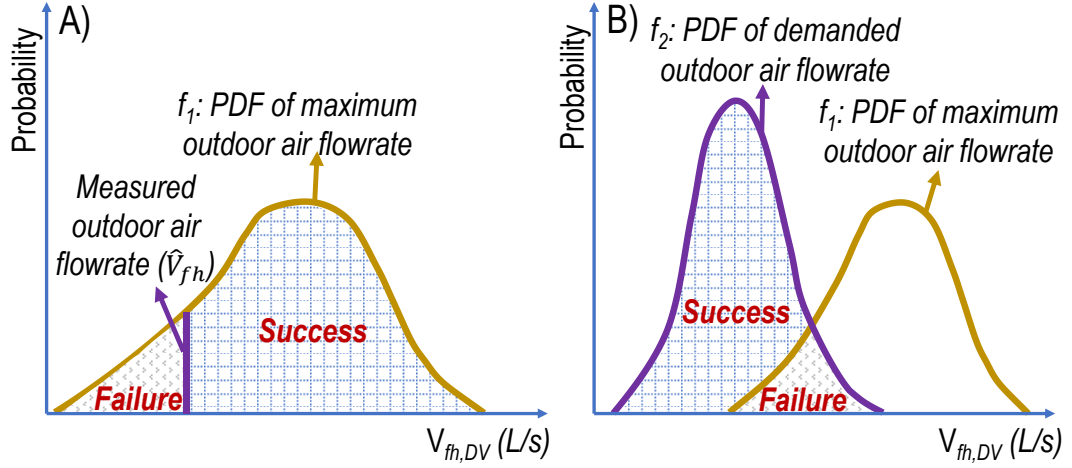 A)
Probability
f₁: PDF of maximum
outdoor air flowrate
Measured
outdoor air
flowrate (V̂fh)
Success
Failure
Vfh,DV (L/s)
B)
Probability
f₂: PDF of demanded
outdoor air flowrate
f₁: PDF of maximum
outdoor air flowrate
Success
Failure
Vfh,DV (L/s)